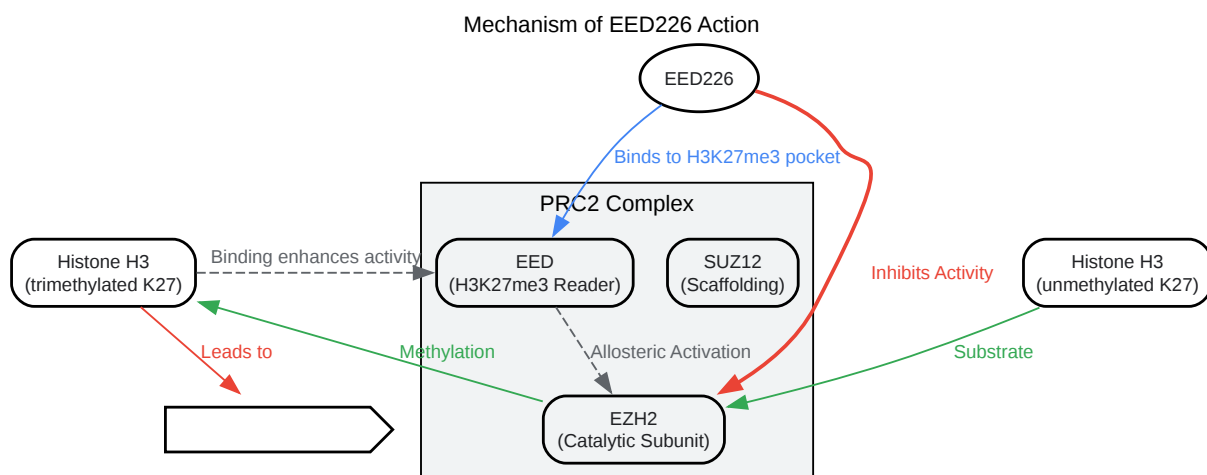 Mechanism of EED226 Action
EED226
Binds to H3K27me3 pocket
PRC2 Complex
Histone H3
(trimethylated K27)
Binding enhances activity
EED
(H3K27me3 Reader)
SUZ12
(Scaffolding)
Inhibits Activity
Histone H3
(unmethylated K27)
Leads to
Methylation
Allosteric Activation
Substrate
EZH2
(Catalytic Subunit)